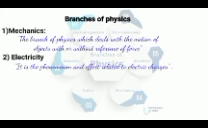 Branches of physics
1)Mechanics:
"The branch of physics which deals with the motion of
objects with or without reference of force"
2) Electricity
"It is the phenomenon and effect related to electric charges".